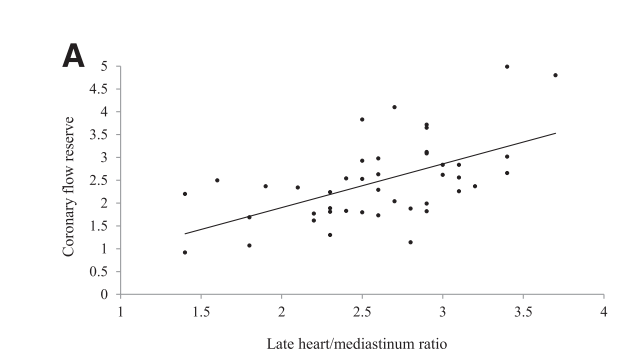 A
5
4.5
4
3.5
3
2.5
2
1.5
1
0.5
0
Coronary flow reserve
1 1.5 2 2.5 3 3.5 4
Late heart/mediastinum ratio